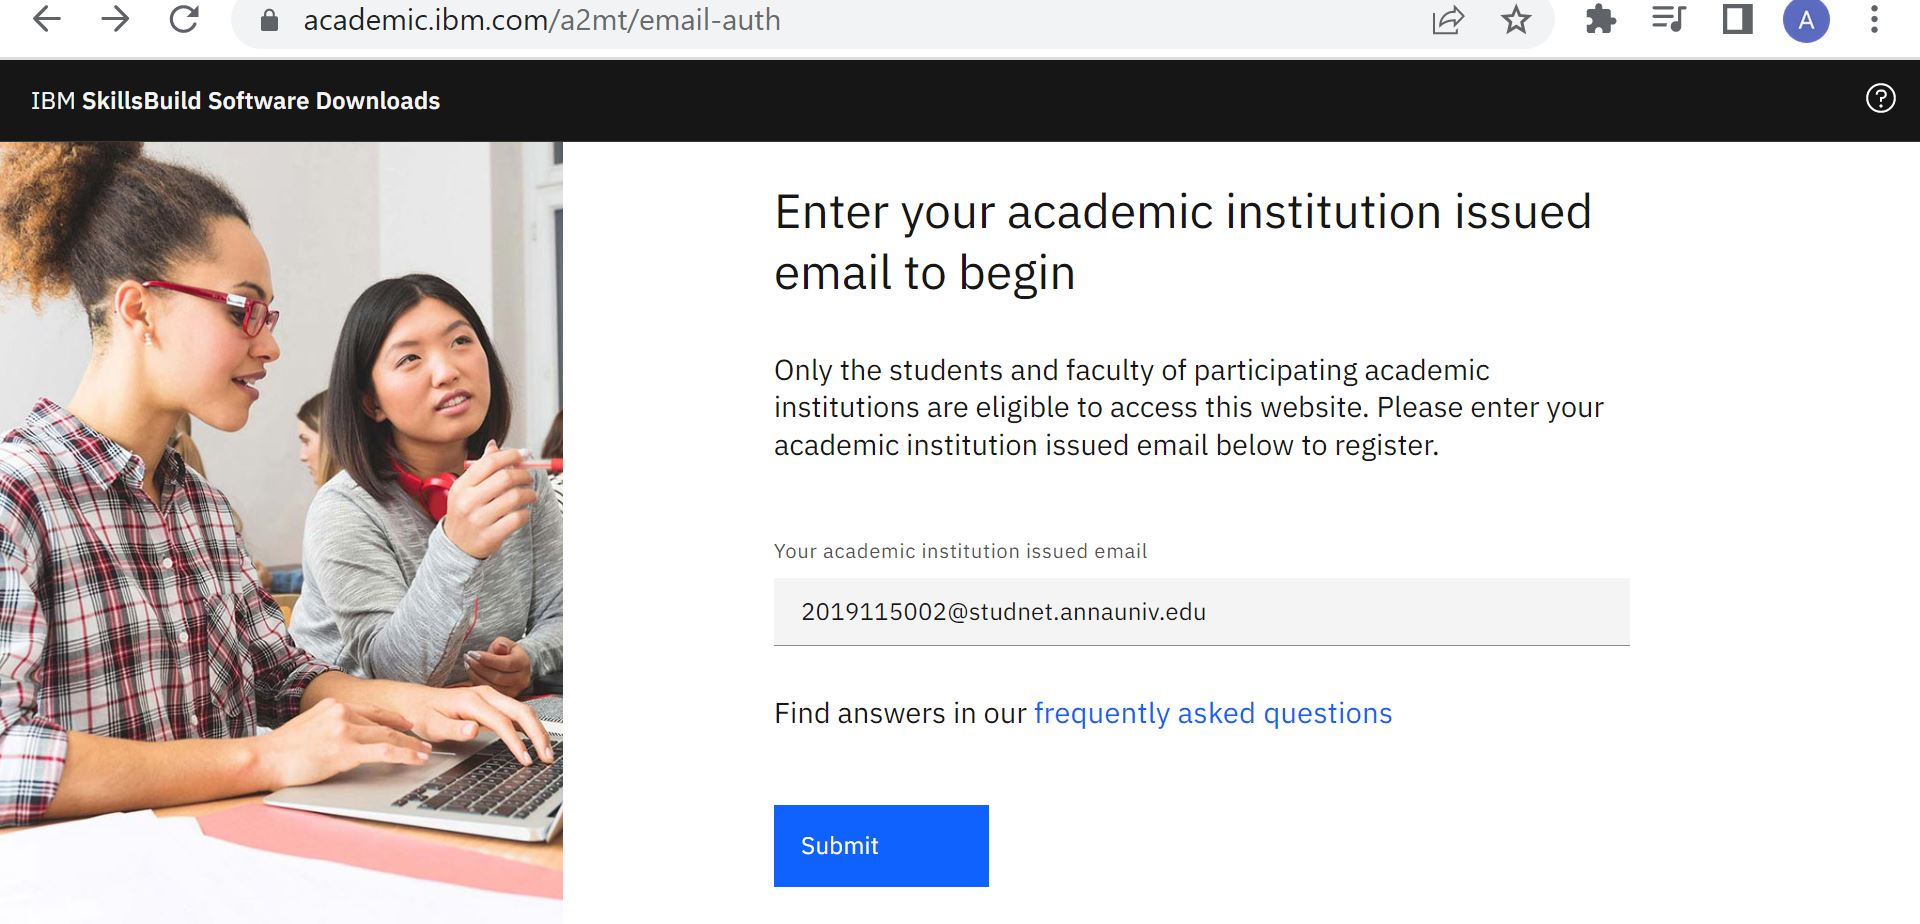 academic.ibm.com/a2mt/email-auth
A
IBM SkillsBuild Software Downloads
?
Enter your academic institution issued
email to begin
Only the students and faculty of participating academic
institutions are eligible to access this website. Please enter your
academic institution issued email below to register.
Your academic institution issued email
2019115002@studnet.annauniv.edu
Find answers in our frequently asked questions
Submit